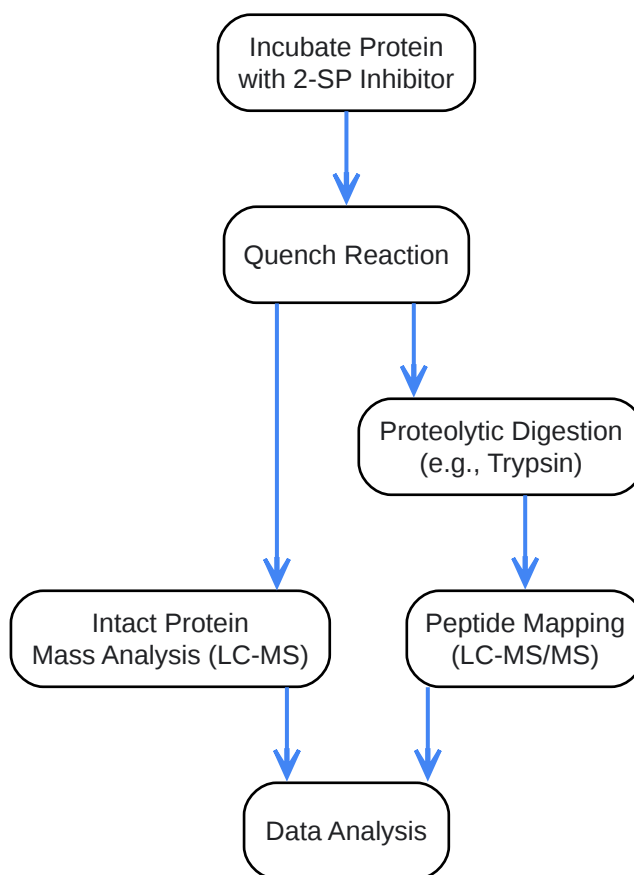 Incubate Protein
with 2-SP Inhibitor
Quench Reaction
Proteolytic Digestion
(e.g., Trypsin)
Intact Protein
Mass Analysis (LC-MS)
Peptide Mapping
(LC-MS/MS)
Data Analysis